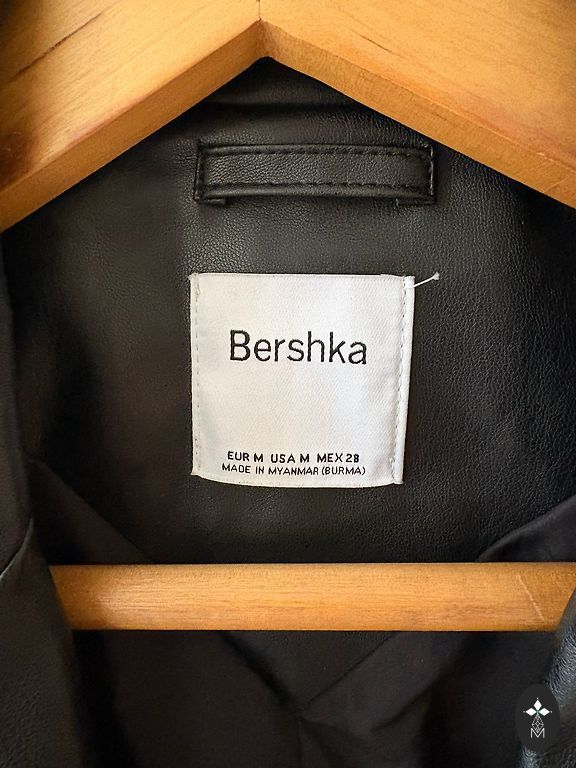 Bershka
EUR M USA M MEX 28
MADE IN MYANMAR (BURMA)
M